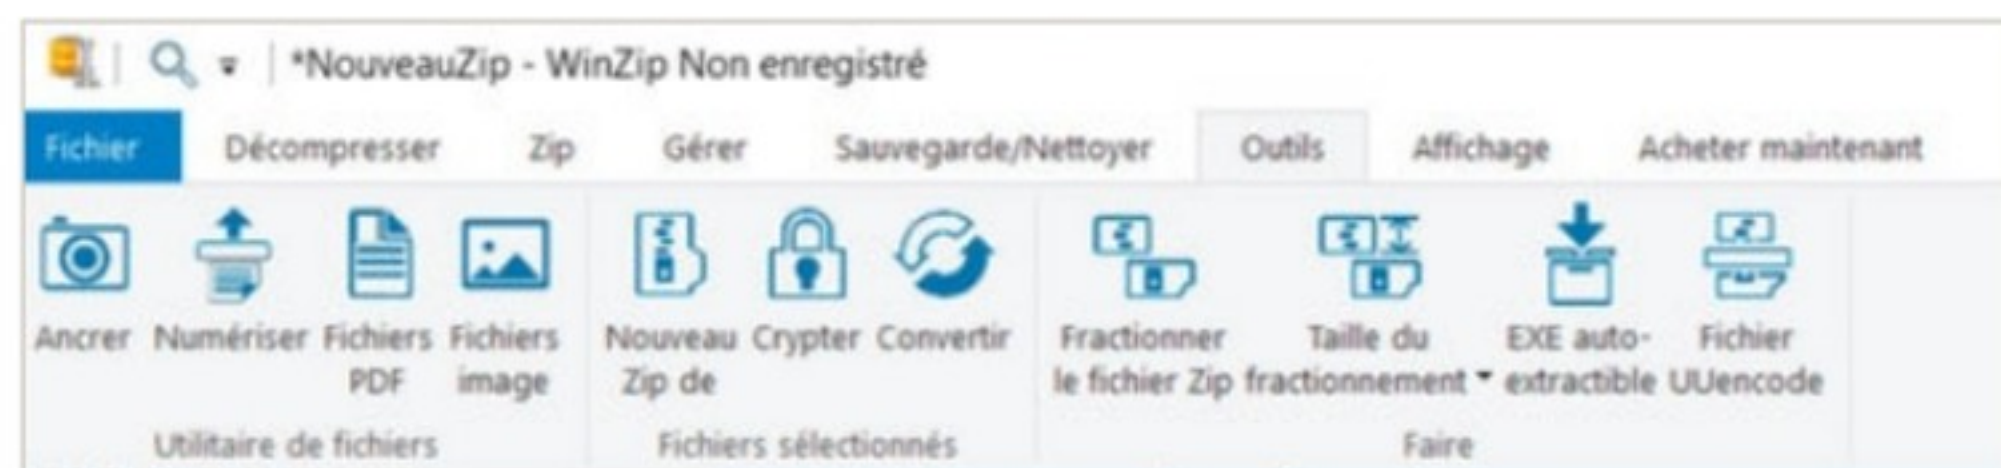 *NouveauZip - WinZip Non enregistré
Fichier Décompresser Zip Gérer Sauvegarde/Nettoyer Outils Affichage Acheter maintenant
Ancrer Numériser Fichiers Fichiers Nouveau Crypter Convertir Fractionner Taille du EXE auto- Fichier
PDF image Zip de le fichier Zip fractionnement extractible UUencode
Utilitaire de fichiers Fichiers sélectionnés Faire